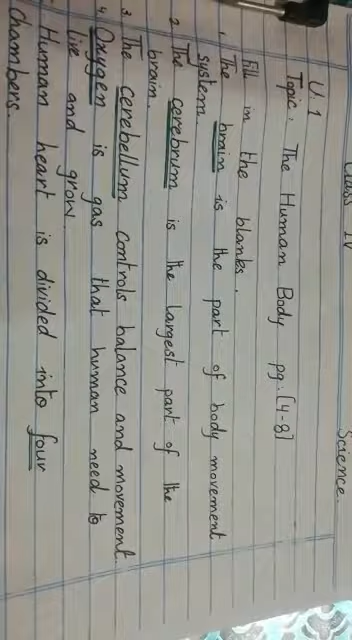 Class IV
Science.
U. 1
Topic, The Human Body pg. [4-8]
Fill in the blanks.
1. The brain is the part of body movement
system.
2. The cerebrum is the largest part of the
brain.
3. The cerebellum controls balance and movement.
4. Oxygen is gas that human need to
live and grow.
Human heart is divided into four
chambers.